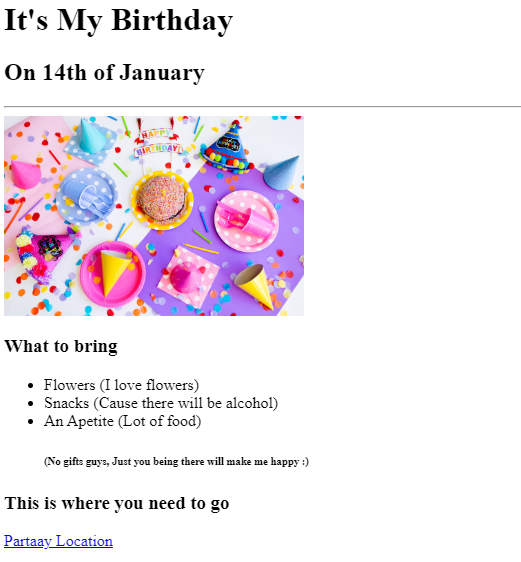 It's My Birthday
On 14th of January
HAPPY
BIRTHDAY!
What to bring
Flowers (I love flowers)
Snacks (Cause there will be alcohol)
An Apetite (Lot of food)
(No gifts guys, Just you being there will make me happy :)
This is where you need to go
Partaay Location